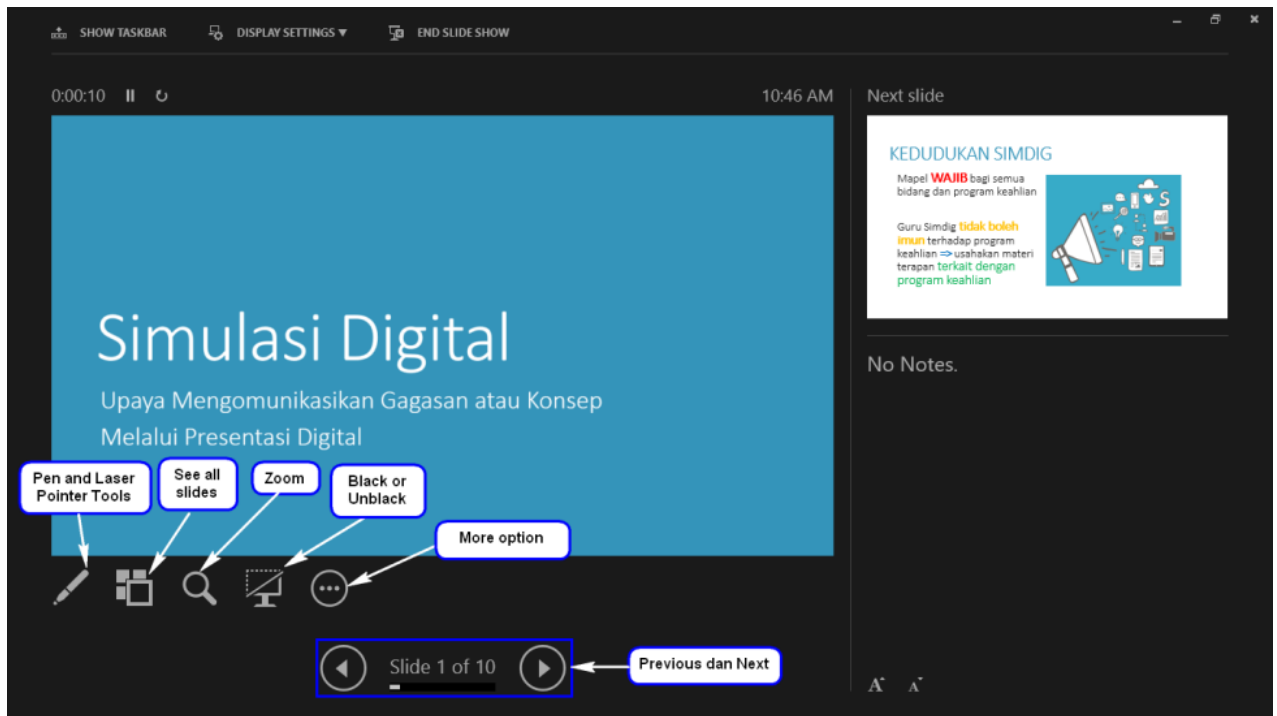 SHOW TASKBAR
DISPLAY SETTINGS ▼
END SLIDE SHOW
0:00:10
10:46 AM
Simulasi Digital
Upaya Mengomunikasikan Gagasan atau Konsep
Melalui Presentasi Digital
Pen and Laser
Pointer Tools
See all
slides
Zoom
Black or
Unblack
More option
Slide 1 of 10
Previous dan Next
Next slide
KEDUDUKAN SIMDIG
Mapel WAJIB bagi semua
bidang dan program keahlian
Guru Simdig tidak boleh
imun terhadap program
keahlian => usahakan materi
terapan terkait dengan
program keahlian
S
No Notes.
A A